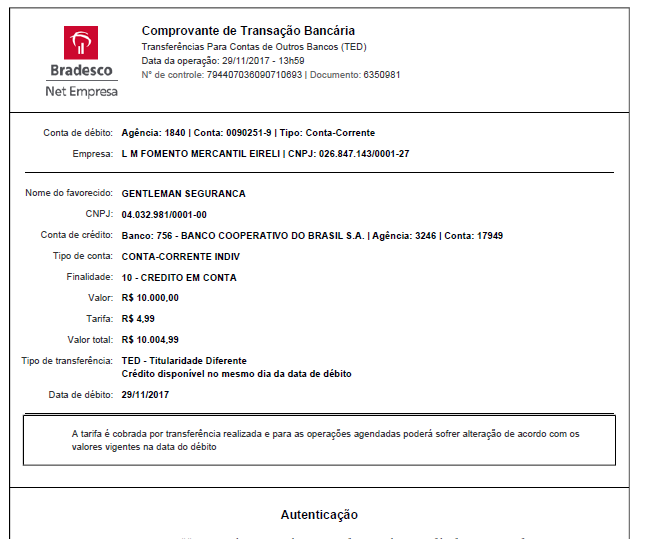 Bradesco
Net Empresa
Comprovante de Transação Bancária
Transferências Para Contas de Outros Bancos (TED)
Data da operação: 29/11/2017 - 13h59
N° de controle: 794407036090710693 | Documento: 6350981
Conta de débito: Agência: 1840 | Conta: 0090251-9 | Tipo: Conta-Corrente
Empresa: L M FOMENTO MERCANTIL EIRELI | CNPJ: 026.847.143/0001-27
Nome do favorecido: GENTLEMAN SEGURANCA
CNPJ: 04.032.981/0001-00
Conta de crédito: Banco: 756 - BANCO COOPERATIVO DO BRASIL S.A. | Agência: 3246 | Conta: 17949
Tipo de conta: CONTA-CORRENTE INDIV
Finalidade: 10 - CREDITO EM CONTA
Valor: R$ 10.000,00
Tarifa: R$ 4,99
Valor total: R$ 10.004,99
Tipo de transferência: TED - Titularidade Diferente
Crédito disponível no mesmo dia da data de débito
Data de débito: 29/11/2017
A tarifa é cobrada por transferência realizada e para as operações agendadas poderá sofrer alteração de acordo com os
valores vigentes na data do débito
Autenticação